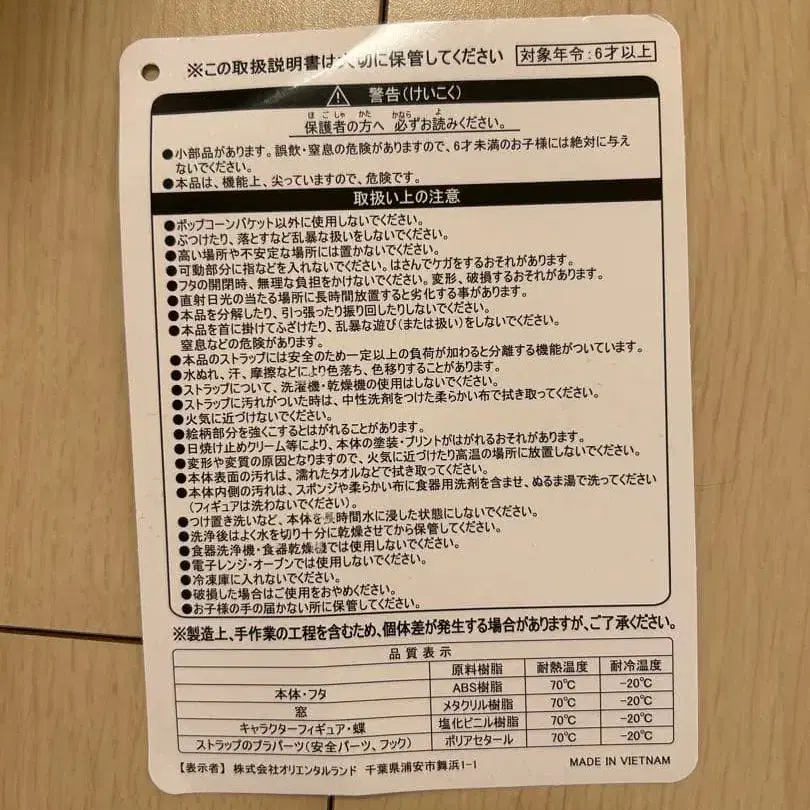 ※この取扱説明書は大切に保管してください 対象年令:6才以上
警告(けいこく)
ほごしゃ かた かなら よ
保護者の方へ 必ずお読みください。
●小部品があります。誤飲・窒息の危険がありますので、6才未満のお子様には絶対に与え
ないでください。
●本品は、機能上、尖っていますので、危険です。
取扱い上の注意
●ポップコーンバケット以外に使用しないでください。
●ぶつけたり、落とすなど乱暴な扱いをしないでください。
●高い場所や不安定な場所には置かないでください。
●可動部分に指などを入れないでください。はさんでケガをするおそれがあります。
●フタの開閉時、無理な負担をかけないでください。変形、破損するおそれがあります。
●直射日光の当たる場所に長時間放置すると劣化する事があります。
●本品を分解したり、引っ張ったり振り回したりしないでください。
●本品を首に掛けてふざけたり、乱暴な遊び(または扱い)をしないでください。
窒息などの危険があります。
●本品のストラップには安全のため一定以上の負荷が加わると分離する機能がついています。
●水ぬれ、汗、摩擦などにより色落ち、色移りすることがあります。
●ストラップについて、洗濯機・乾燥機の使用はしないでください。
●ストラップに汚れがついた時は、中性洗剤をつけた柔らかい布で拭き取ってください。
●火気に近づけないでください。
●絵柄部分を強くこするとはがれることがあります。
●日焼け止めクリーム等により、本体の塗装・プリントがはがれるおそれがあります。
●変形や変質の原因となりますので、火気に近づけたり高温の場所に放置しないでください。
●本体表面の汚れは、濡れたタオルなどで拭き取ってください。
●本体内側の汚れは、スポンジや柔らかい布に食器用洗剤を含ませ、ぬるま湯で洗ってください
(フィギュアは洗わないでください)。
●つけ置き洗いなど、本体を長時間水に浸した状態にしないでください。
●洗浄後はよく水を切り十分に乾燥させてから保管してください。
●食器洗浄機・食器乾燥機では使用しないでください。
●電子レンジ・オーブンでは使用しないでください。
●冷凍庫に入れないでください。
●破損した場合はご使用をおやめください。
●お子様の手の届かない所に保管してください。
※製造上、手作業の工程を含むため、個体差が発生する場合がありますが、ご了承ください。
品質表示
原料樹脂 耐熱温度 耐冷温度
本体・フタ ABS樹脂 70℃ -20℃
窓 メタクリル樹脂 70℃ -20℃
キャラクターフィギュア・蝶 塩化ビニル樹脂 70℃ -20℃
ストラップのプラパーツ(安全パーツ、フック) ポリアセタール 70℃ -20℃
【表示者】 株式会社オリエンタルランド 千葉県浦安市舞浜1-1 MADE IN VIETNAM